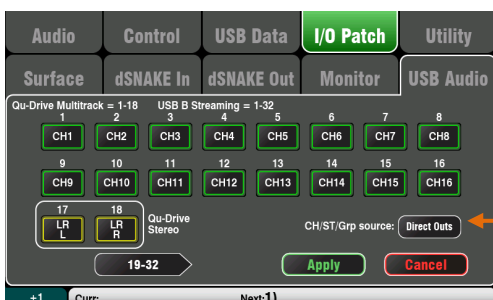 Audio Control USB Data I/O Patch Utility
Surface dSNAKE In dSNAKE Out Monitor USB Audio
Qu-Drive Multitrack = 1-18 USB B Streaming = 1-32
1 2 3 4 5 6 7 8
CH1 CH2 CH3 CH4 CH5 CH6 CH7 CH8
9 10 11 12 13 14 15 16
CH9 CH10 CH11 CH12 CH13 CH14 CH15 CH16
17 18
LR L LR R Qu-Drive Stereo
CH/ST/Grp source: Direct Outs
19-32 Apply Cancel
+1 Curr: Next:1)